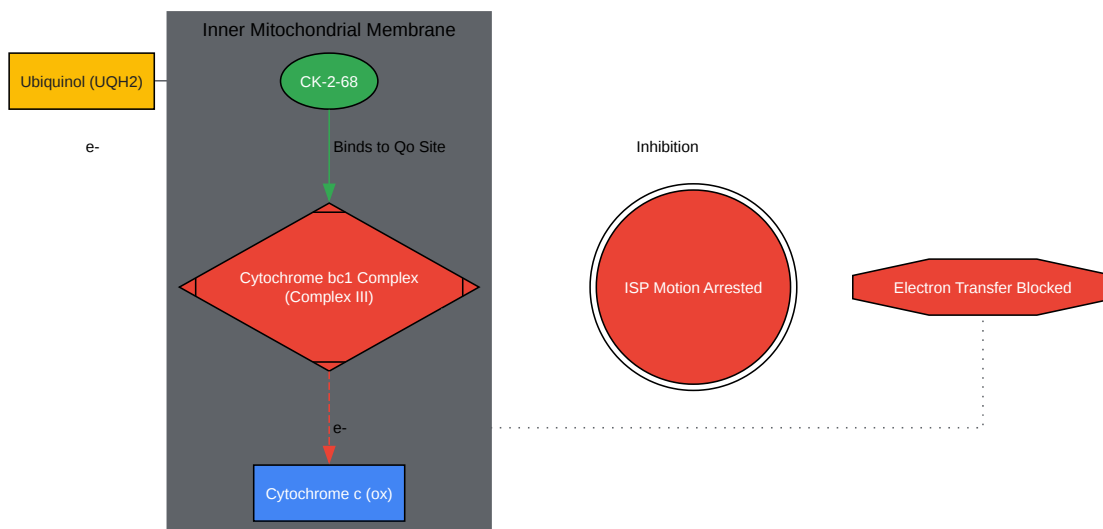 Inner Mitochondrial Membrane
Ubiquinol (UQH2)
CK-2-68
e-
Binds to Qo Site
Inhibition
Cytochrome bc1 Complex
(Complex III)
ISP Motion Arrested
Electron Transfer Blocked
e-
Cytochrome c (ox)